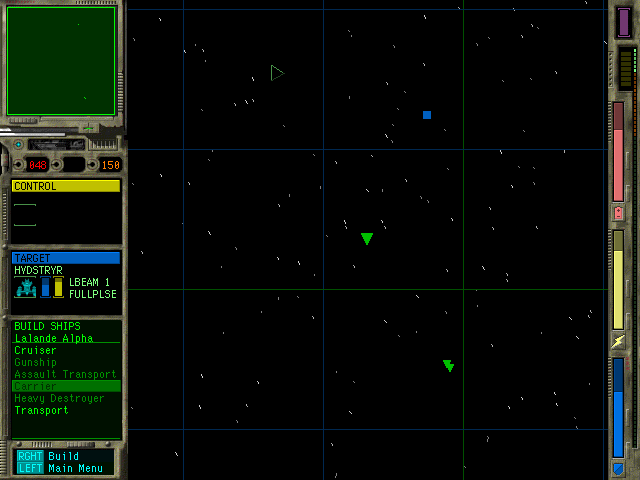 048 150
CONTROL
TARGET
HVDSTRYR
LBEAM 1
FULLPLSE
BUILD SHIPS
Lalande Alpha
Cruiser
Gunship
Assault Transport
Carrier
Heavy Destroyer
Transport
RGHT Build
LEFT Main Menu